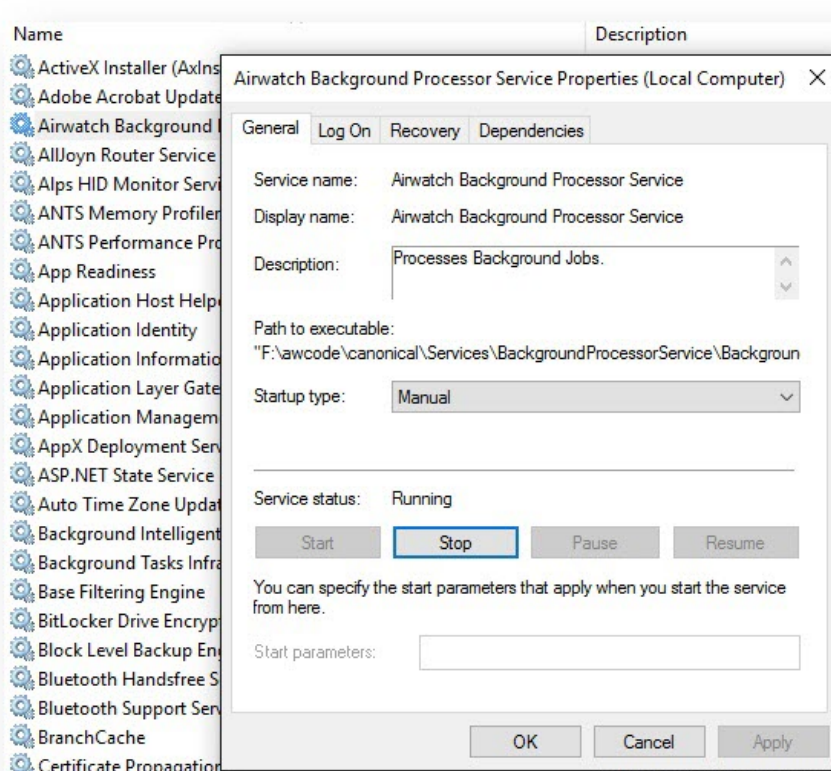 Name Description
ActiveX Installer (AxIns
Adobe Acrobat Update
Airwatch Background
AllJoyn Router Service
Alps HID Monitor Servi
ANTS Memory Profiler
ANTS Performance Pro
App Readiness
Application Host Helpe
Application Identity
Application Informatio
Application Layer Gate
Application Managem
AppX Deployment Serv
ASP.NET State Service
Auto Time Zone Updat
Background Intelligent
Background Tasks Infra
Base Filtering Engine
BitLocker Drive Encryp
Block Level Backup Eng
Bluetooth Handsfree S
Bluetooth Support Serv
BranchCache
Certificate Propagation
Airwatch Background Processor Service Properties (Local Computer)
General Log On Recovery Dependencies
Service name: Airwatch Background Processor Service
Display name: Airwatch Background Processor Service
Description: Processes Background Jobs.
Path to executable:
"F:\awcode\canonical\Services\BackgroundProcessorService\Backgroun
Startup type: Manual
Service status: Running
Start Stop Pause Resume
You can specify the start parameters that apply when you start the service
from here.
Start parameters:
OK Cancel Apply